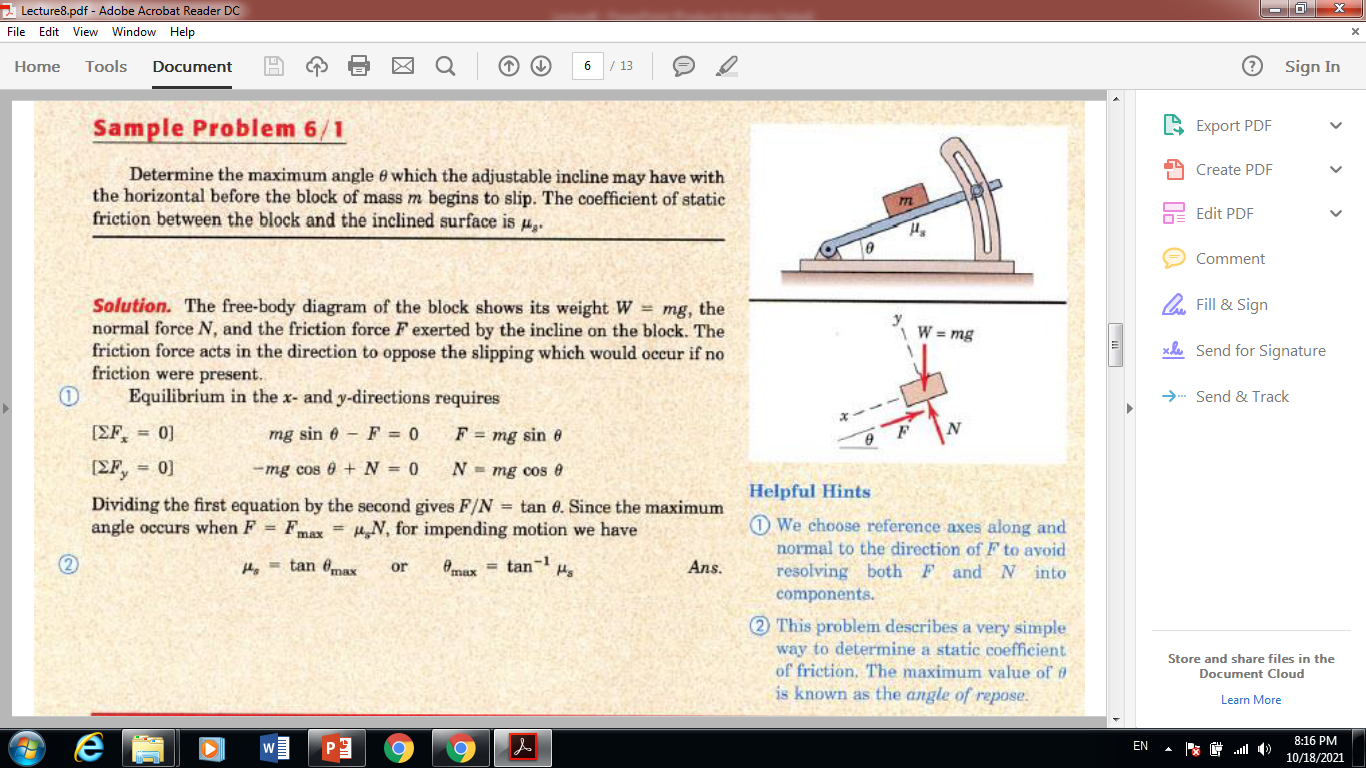 Lecture8.pdf - Adobe Acrobat Reader DC
File Edit View Window Help
Home Tools Document 6 / 13 Sign In
Sample Problem 6/1
Determine the maximum angle θ which the adjustable incline may have with
the horizontal before the block of mass m begins to slip. The coefficient of static
friction between the block and the inclined surface is μs.
m
μs
θ
Solution. The free-body diagram of the block shows its weight W = mg, the
normal force N, and the friction force F exerted by the incline on the block. The
friction force acts in the direction to oppose the slipping which would occur if no
friction were present.
① Equilibrium in the x- and y-directions requires
[ΣFx = 0] mg sin θ − F = 0 F = mg sin θ
[ΣFy = 0] −mg cos θ + N = 0 N = mg cos θ
Dividing the first equation by the second gives F/N = tan θ. Since the maximum
angle occurs when F = Fmax = μsN, for impending motion we have
② μs = tan θmax or θmax = tan−1 μs Ans.
y
W = mg
x
θ
F
N
Helpful Hints
① We choose reference axes along and
normal to the direction of F to avoid
resolving both F and N into
components.
② This problem describes a very simple
way to determine a static coefficient
of friction. The maximum value of θ
is known as the angle of repose.
Export PDF
Create PDF
Edit PDF
Comment
Fill & Sign
Send for Signature
Send & Track
Store and share files in the
Document Cloud
Learn More
EN
8:16 PM
10/18/2021